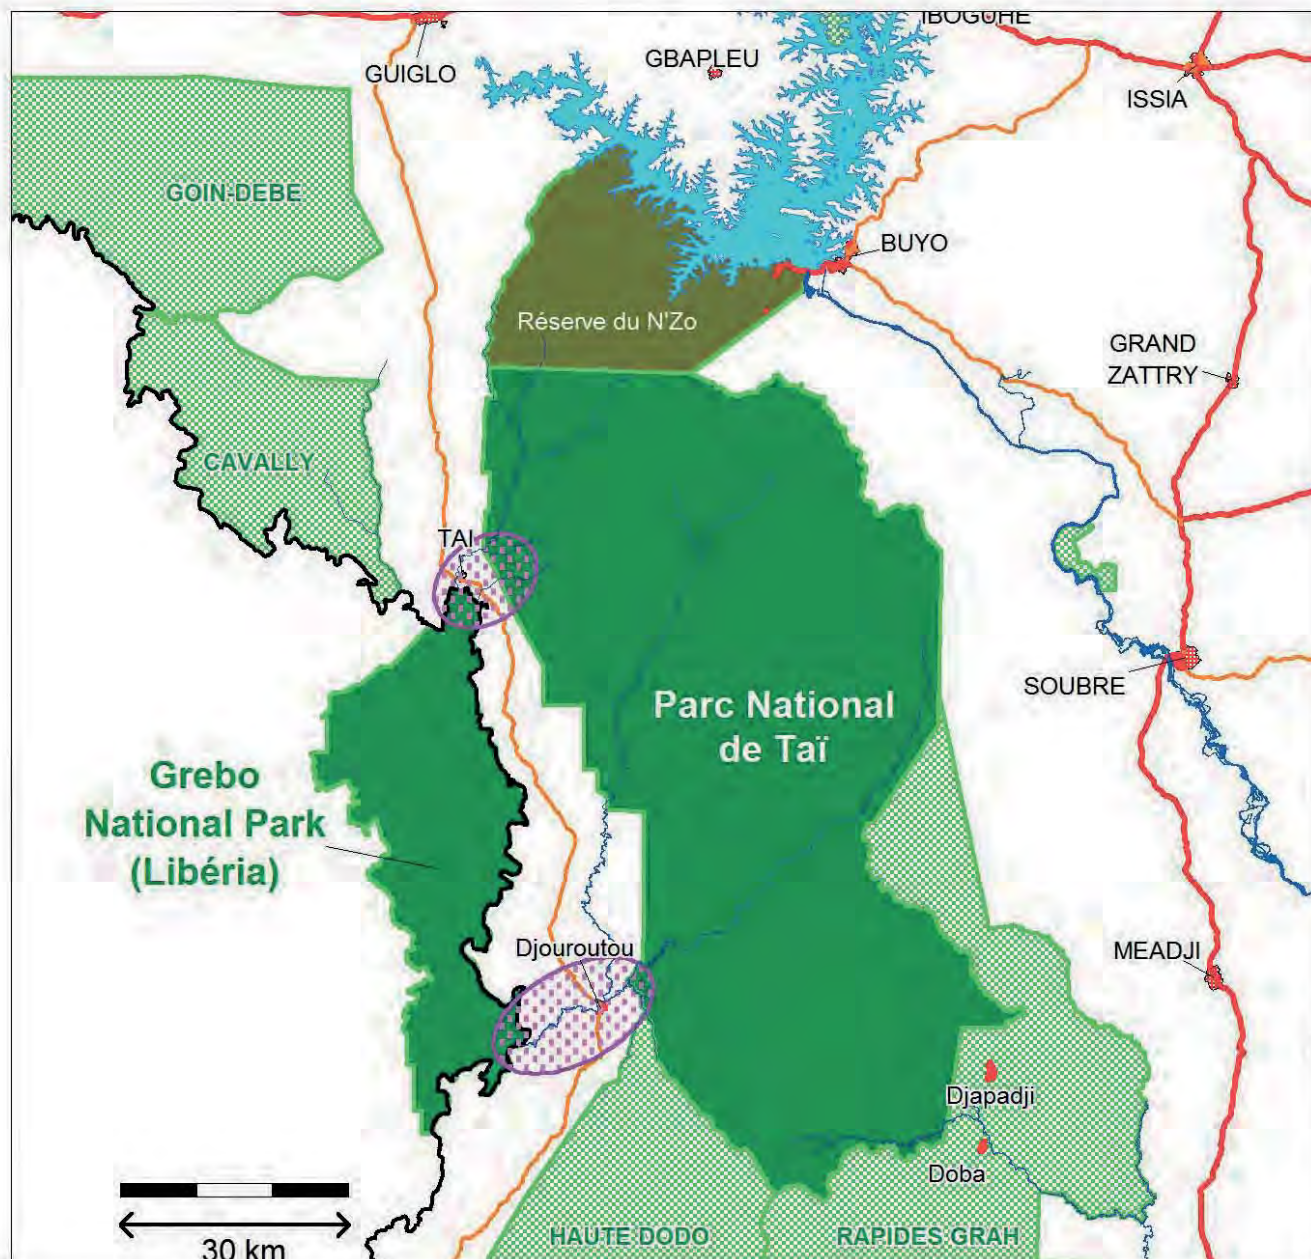 IBOGUHE
GUIGLO
GBAPLEU
ISSIA
GOIN-DEBE
BUYO
Réserve du N'Zo
GRAND
ZATTRY
CAVALLY
TAI
SOUBRE
Parc National
de Taï
Grebo
National Park
(Libéria)
Djouroutou
MEADJI
Djapadji
Doba
HAUTE DODO
RAPIDES GRAH
30 km